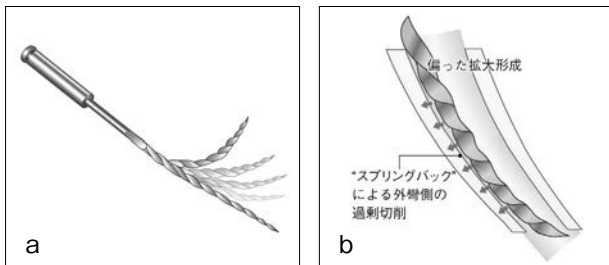 a
b
偏った拡大形成
"スプリングバック"
による外彎側の
過剰切削